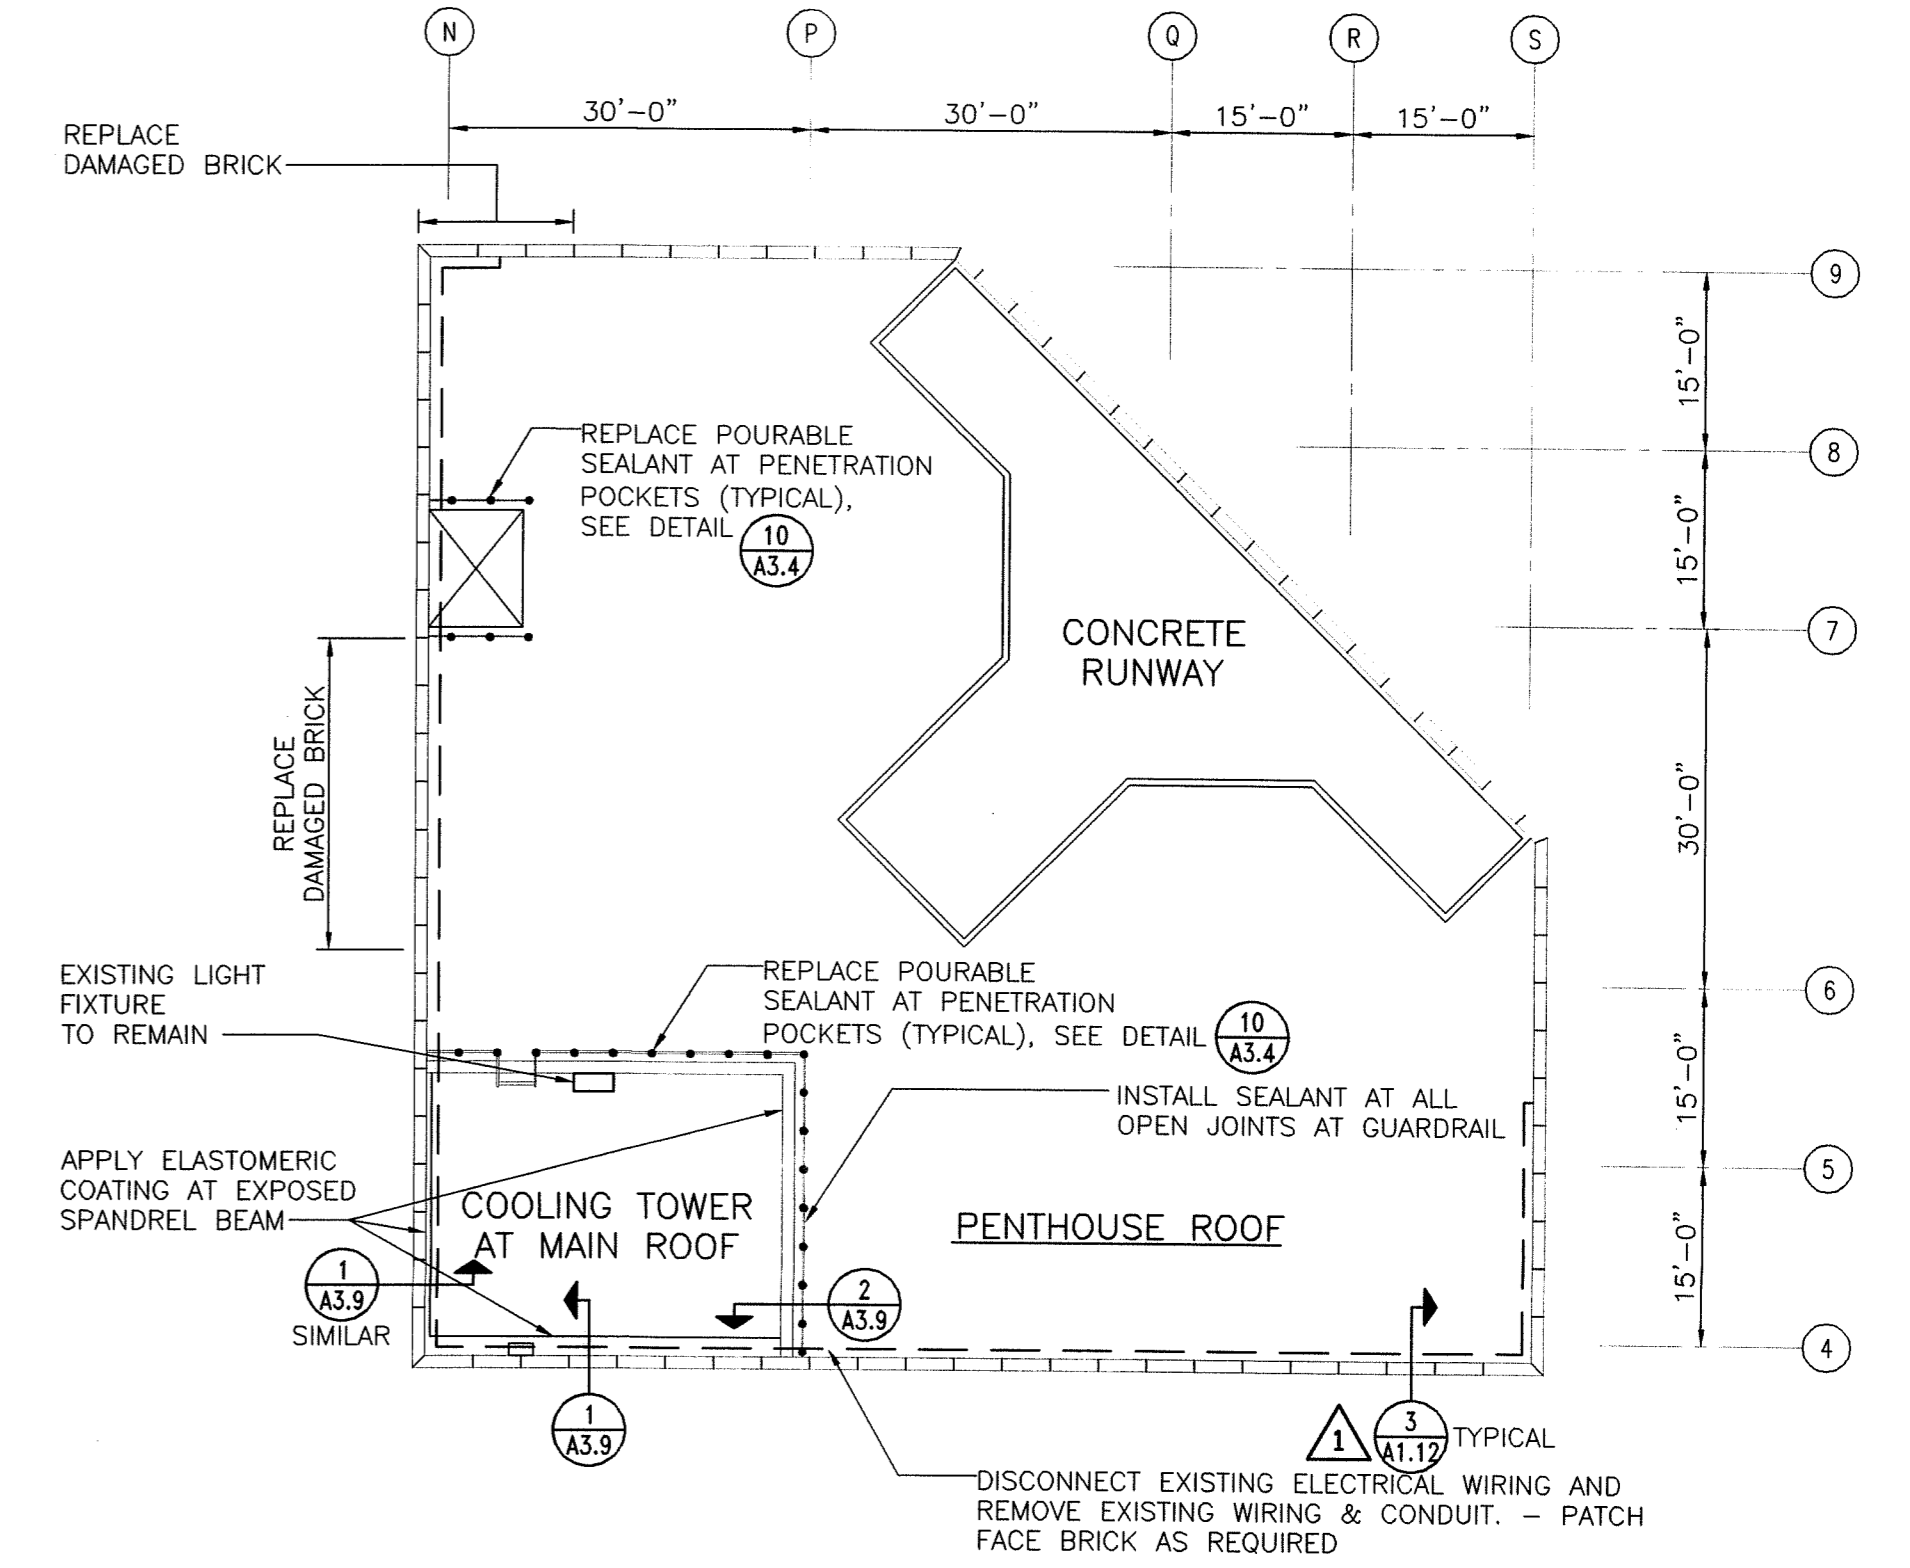 N
P
Q
R
S
30'-0"
30'-0"
15'-0"
15'-0"
REPLACE
DAMAGED BRICK
9
15'-0"
8
15'-0"
7
30'-0"
6
15'-0"
5
15'-0"
4
REPLACE POURABLE
SEALANT AT PENETRATION
POCKETS (TYPICAL),
SEE DETAIL
10
A3.4
CONCRETE
RUNWAY
REPLACE
DAMAGED BRICK
EXISTING LIGHT
FIXTURE
TO REMAIN
REPLACE POURABLE
SEALANT AT PENETRATION
POCKETS (TYPICAL), SEE DETAIL
10
A3.4
INSTALL SEALANT AT ALL
OPEN JOINTS AT GUARDRAIL
APPLY ELASTOMERIC
COATING AT EXPOSED
SPANDREL BEAM
COOLING TOWER
AT MAIN ROOF
PENTHOUSE ROOF
1
A3.9
SIMILAR
2
A3.9
1
A3.9
1
3
A1.12
TYPICAL
DISCONNECT EXISTING ELECTRICAL WIRING AND
REMOVE EXISTING WIRING & CONDUIT. – PATCH
FACE BRICK AS REQUIRED